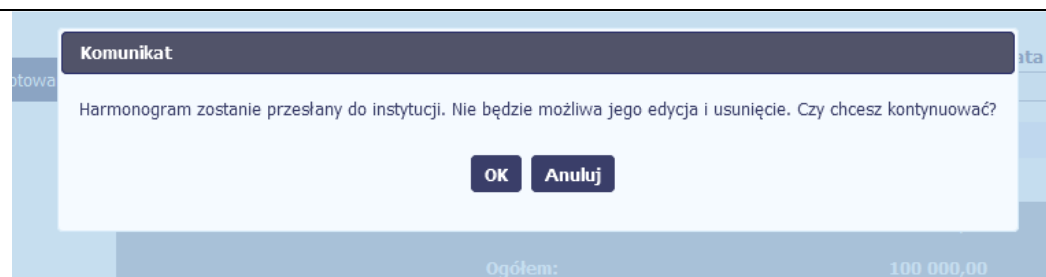 Komunikat
Harmonogram zostanie przesłany do instytucji. Nie będzie możliwa jego edycja i usunięcie. Czy chcesz kontynuować?
OK Anuluj
Ogółem: 100 000,00